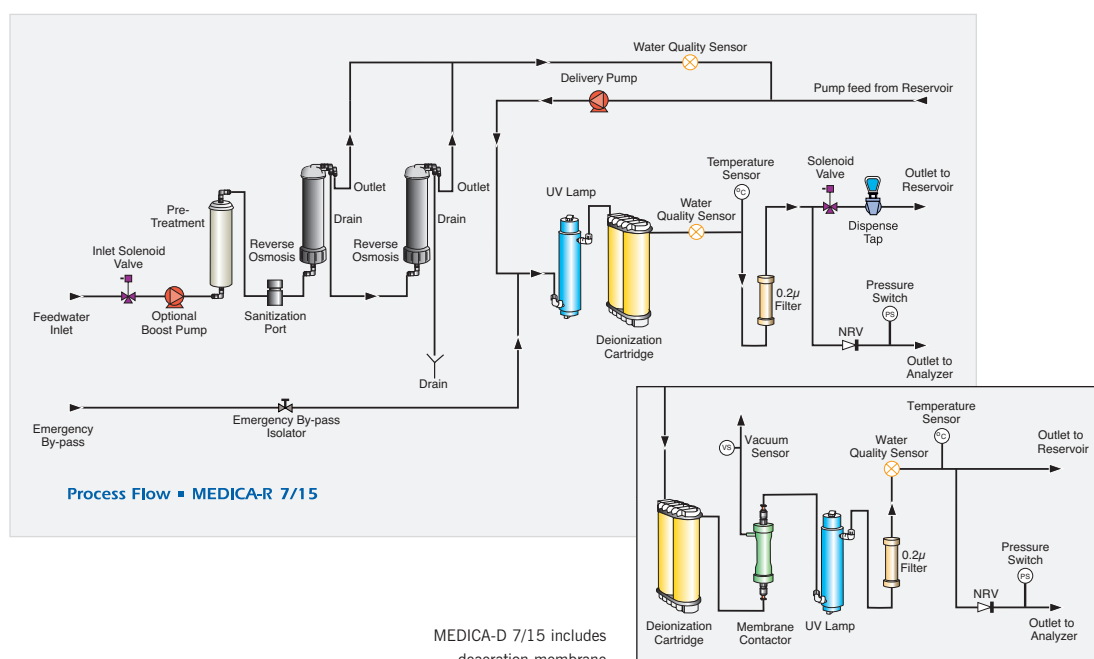 Water Quality Sensor
Delivery Pump
Pump feed from Reservoir
Outlet
Outlet
Drain
Drain
Pre-
Treatment
Reverse
Osmosis
Reverse
Osmosis
Inlet Solenoid
Valve
Feedwater
Inlet
Optional
Boost Pump
Sanitization
Port
Drain
UV Lamp
Deionization
Cartridge
Water
Quality Sensor
Temperature
Sensor
°C
Solenoid
Valve
Outlet to
Reservoir
Dispense
Tap
0.2µ
Filter
Pressure
Switch
PS
NRV
Outlet to
Analyzer
Emergency
By-pass
Emergency By-pass
Isolator
Process Flow ▪ MEDICA-R 7/15
VS
Vacuum
Sensor
Temperature
Sensor
°C
Water
Quality Sensor
Outlet to
Reservoir
0.2µ
Filter
Pressure
Switch
PS
NRV
Outlet to
Analyzer
Deionization
Cartridge
Membrane
Contactor
UV Lamp
MEDICA-D 7/15 includes
deaeration membrane